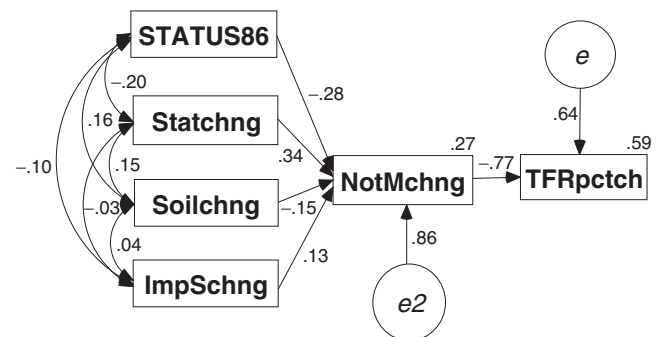 STATUS86
e
–.20
–.28
.64
.16
Statchng
–.10
.34
.27
.59
.15
NotMchng
–.77
TFRpctch
–.03
Soilchng
–.15
.04
.13
.86
ImpSchng
e2